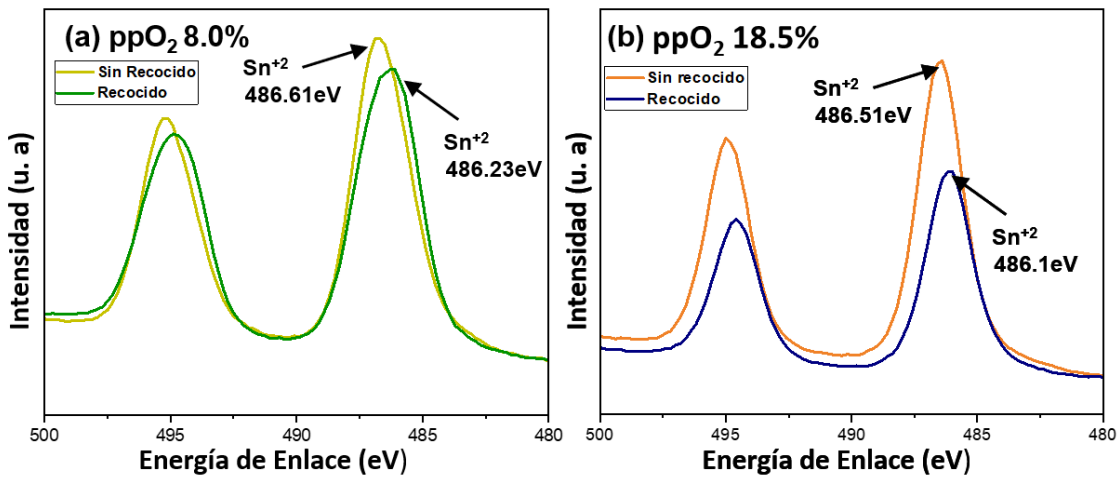 (a) ppO₂ 8.0%
Sin Recocido
Recocido
Sn⁺²
486.61eV
Sn⁺²
486.23eV
Intensidad (u. a)
500
495
490
485
480
Energía de Enlace (eV)
(b) ppO₂ 18.5%
Sin recocido
Recocido
Sn⁺²
486.51eV
Sn⁺²
486.1eV
Intensidad (u. a)
500
495
490
485
480
Energía de Enlace (eV)